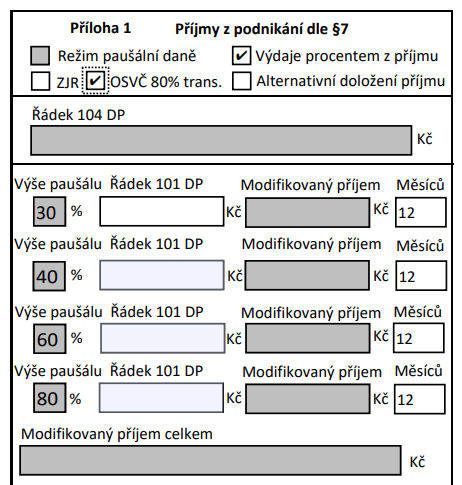 Příloha 1 Příjmy z podnikání dle §7
Režim paušální daně Výdaje procentem z příjmu
ZJR OSVČ 80% trans. Alternativní doložení příjmu
Řádek 104 DP
Kč
Výše paušálu Řádek 101 DP Modifikovaný příjem Měsíců
30 % Kč Kč 12
Výše paušálu Řádek 101 DP Modifikovaný příjem Měsíců
40 % Kč Kč 12
Výše paušálu Řádek 101 DP Modifikovaný příjem Měsíců
60 % Kč Kč 12
Výše paušálu Řádek 101 DP Modifikovaný příjem Měsíců
80 % Kč Kč 12
Modifikovaný příjem celkem
Kč